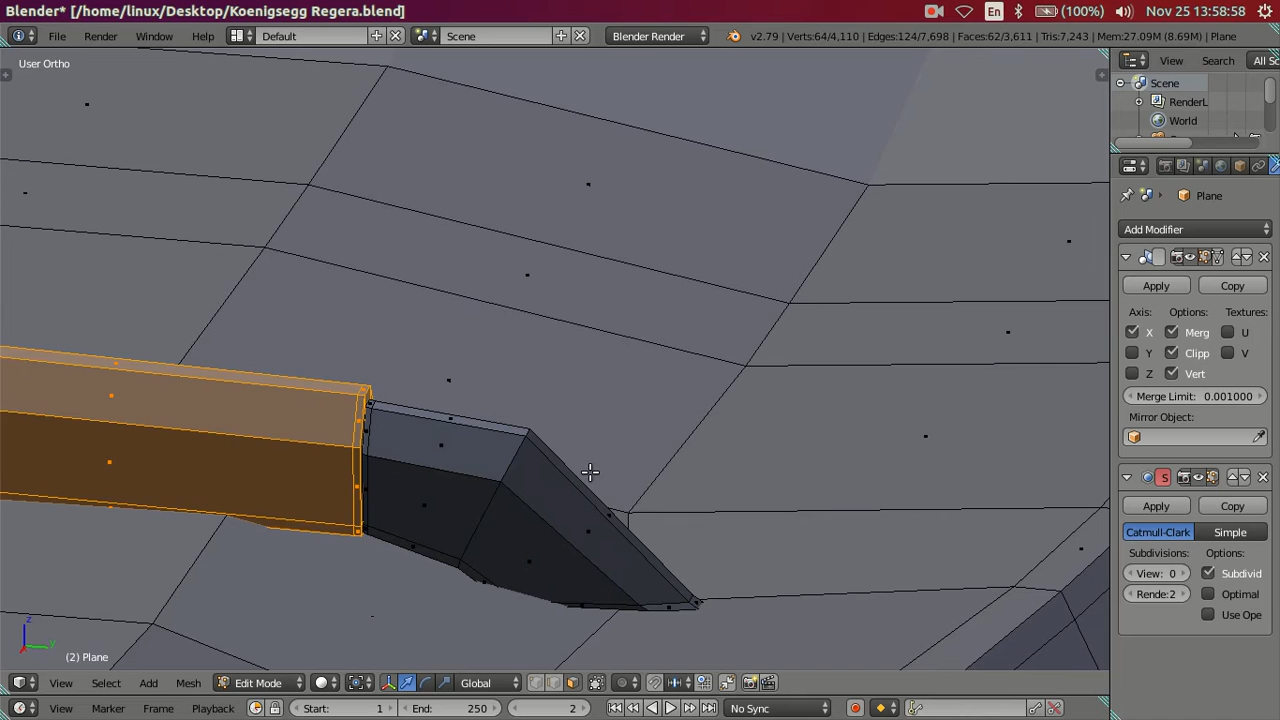 Blender* [/home/linux/Desktop/Koenigsegg Regera.blend]
En
(100%)
Nov 25 13:58:58
File
Render
Window
Help
Default
Scene
Blender Render
v2.79 | Verts:64/4,110 | Edges:124/7,698 | Faces:62/3,611 | Tris:7,243 | Mem:27.09M (8.69M) | Plane
User Ortho
View
Search
All Sc
Scene
RenderL
World
Plane
Add Modifier
Apply
Copy
Axis:
Options:
Textures:
X
Merg
U
Y
Clipp
V
Z
Vert
Merge Limit: 0.001000
Mirror Object:
S
Apply
Copy
Catmull-Clark
Simple
Subdivisions:
Options:
View: 0
Subdivid
Rende:2
Optimal
Use Ope
z
y
(2) Plane
View
Select
Add
Mesh
Edit Mode
Global
View
Marker
Frame
Playback
Start:
1
End:
250
2
No Sync